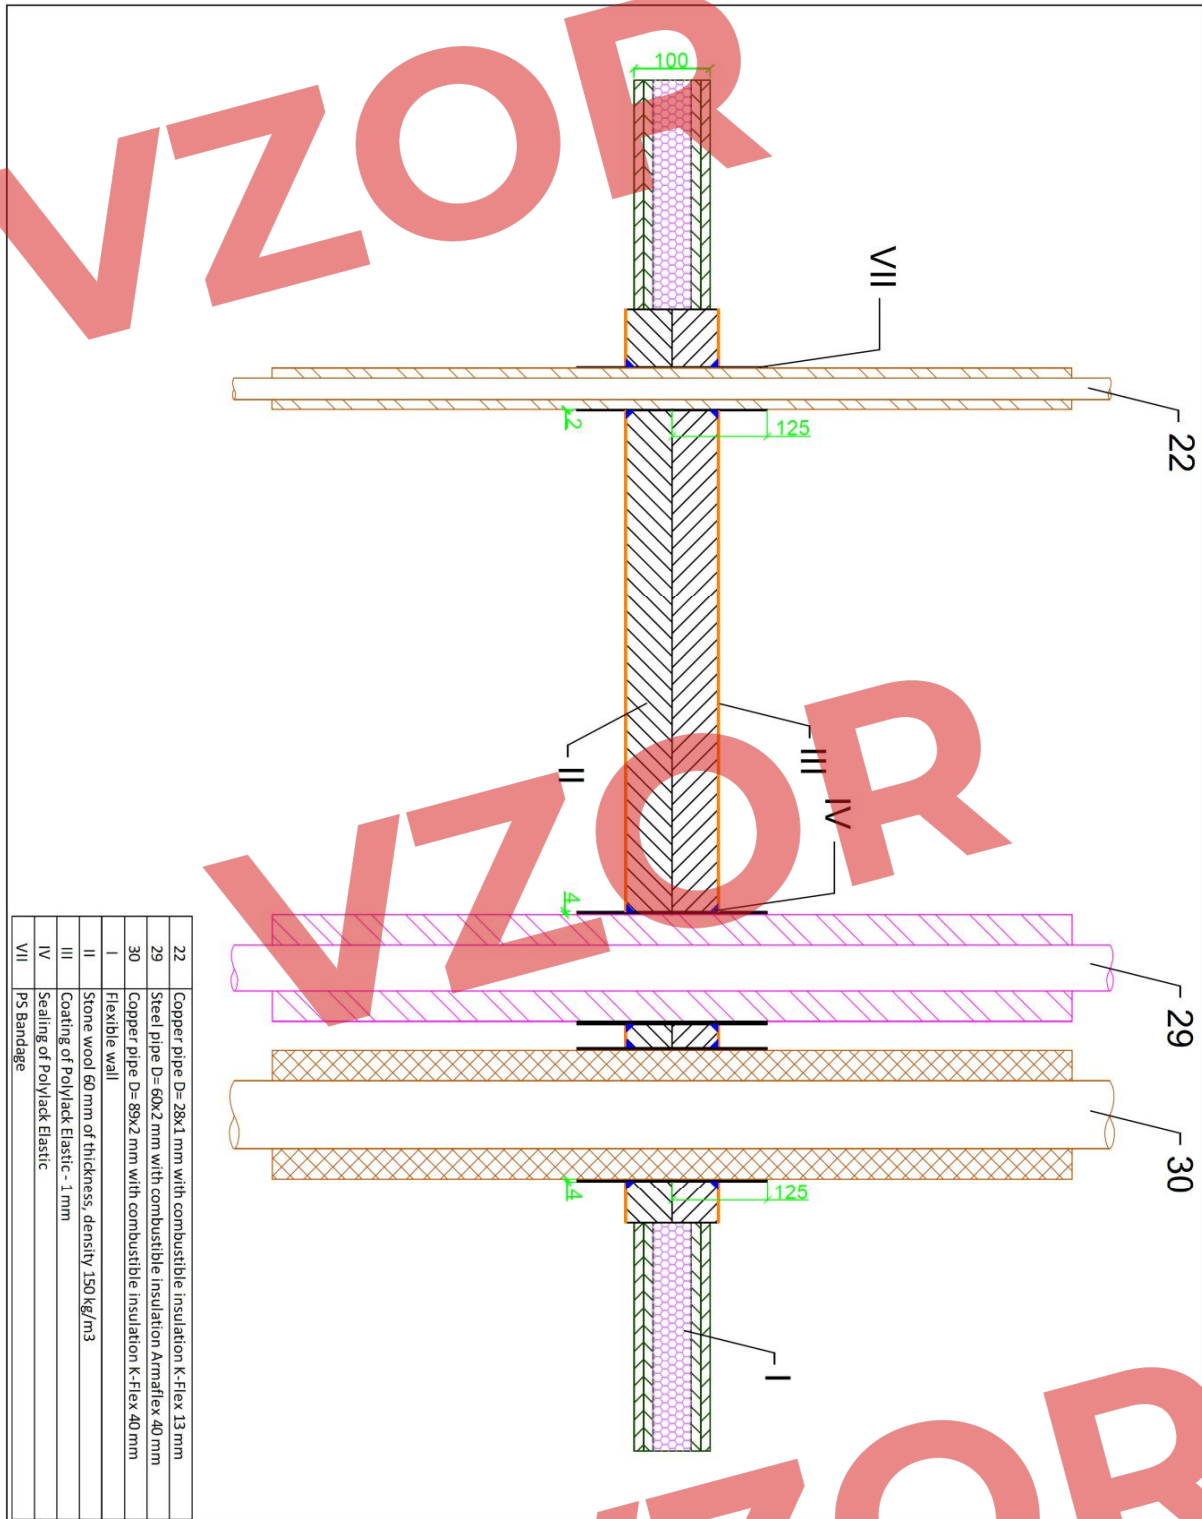 VZOR
100
VII
22
2
125
II
III
IV
VZOR
4
29
30
4
125
I
VZOR
22 Copper pipe D= 28x1 mm with combustible insulation K-Flex 13 mm
29 Steel pipe D= 60x2 mm with combustible insulation Armaflex 40 mm
30 Copper pipe D= 89x2 mm with combustible insulation K-Flex 40 mm
I Flexible wall
II Stone wool 60 mm of thickness, density 150 kg/m3
III Coating of Polylack Elastic - 1 mm
IV Sealing of Polylack Elastic
VII PS Bandage